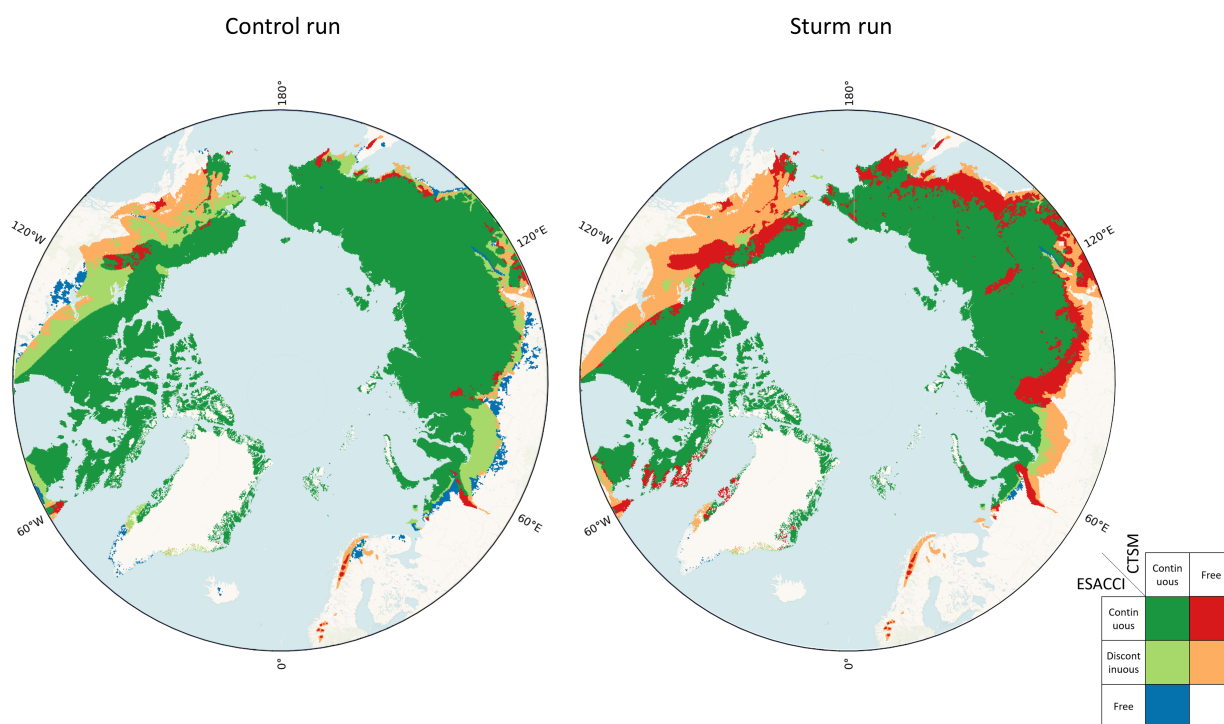 Control run
Sturm run
180°
180°
120°W
120°E
120°W
120°E
60°W
60°E
60°W
60°E
0°
0°
CTSM
ESACCI
Contin
uous
Free
Contin
uous
Discont
inuous
Free